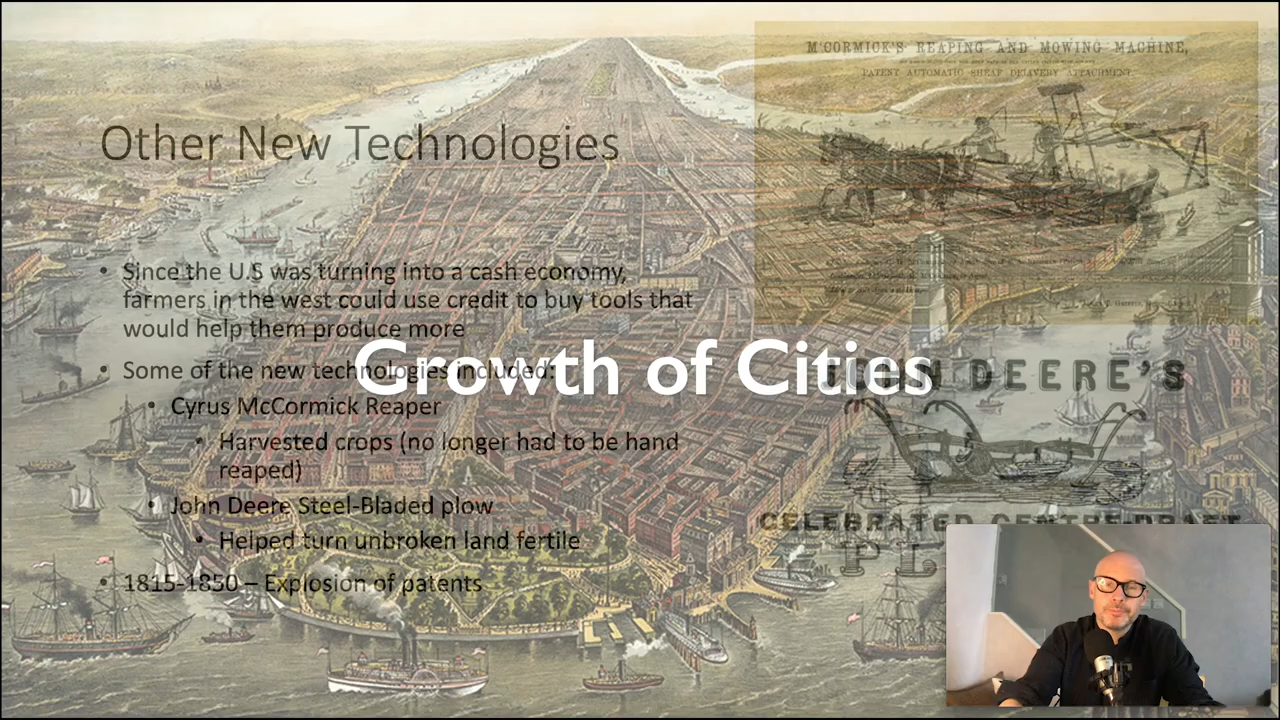 M'CORMICK'S REAPING AND MOWING MACHINE,
PATENT AUTOMATIC SHEAF DELIVERY ATTACHMENT.
Other New Technologies
• Since the U.S was turning into a cash economy,
farmers in the west could use credit to buy tools that
would help them produce more
Growth of Cities
• Some of the new technologies included:
• Cyrus McCormick Reaper
• Harvested crops (no longer had to be hand
reaped)
• John Deere Steel-Bladed plow
• Helped turn unbroken land fertile
• 1815-1850 – Explosion of patents
JOHN DEERE'S
CELEBRATED CENTRE-DRAFT